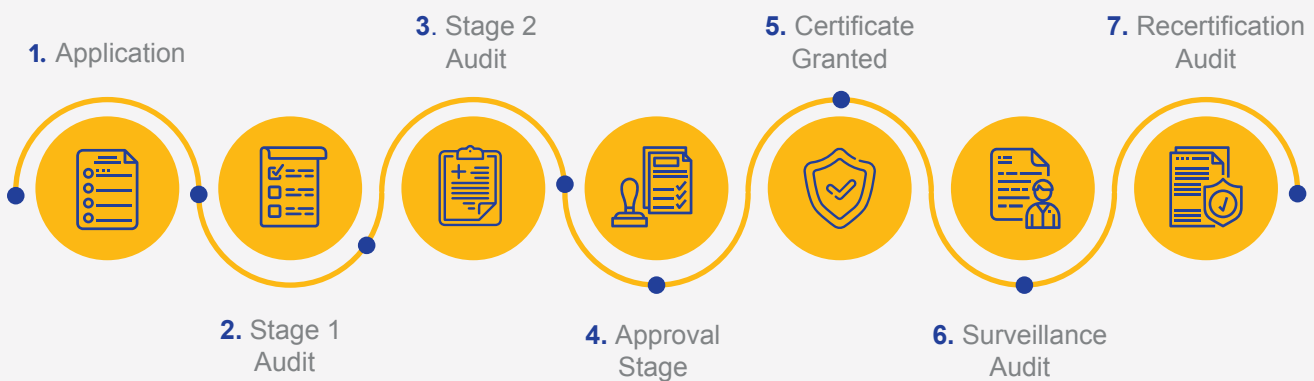 1. Application
2. Stage 1
Audit
3. Stage 2
Audit
4. Approval
Stage
5. Certificate
Granted
6. Surveillance
Audit
7. Recertification
Audit